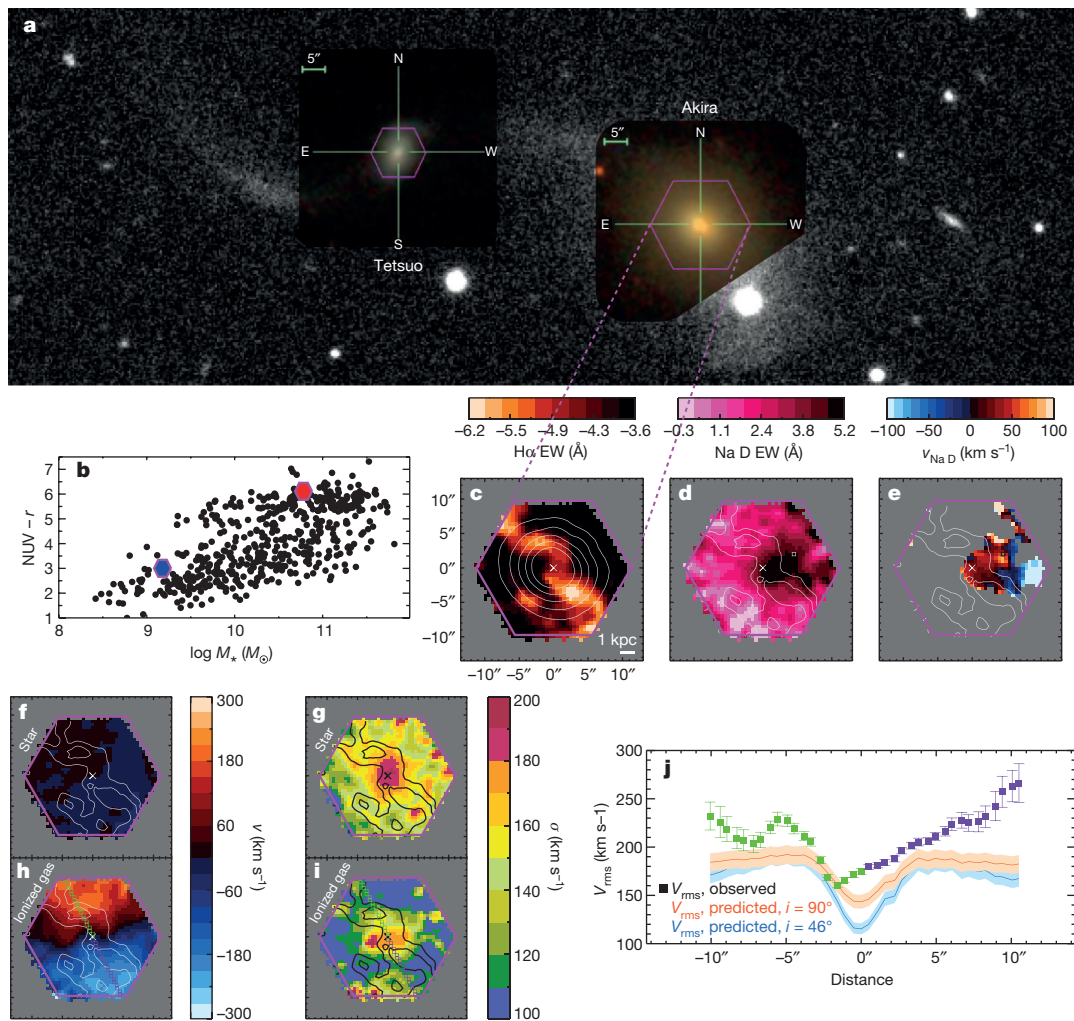 a
5″
N
E
W
S
Tetsuo
Akira
5″
N
E
W
−6.2 −5.5 −4.9 −4.3 −3.6
Hα EW (Å)
−0.3 1.1 2.4 3.8 5.2
Na D EW (Å)
−100 −50 0 50 100
v Na D (km s−1)
b
7
6
5
4
3
2
1
NUV − r
8 9 10 11
log M* (M⊙)
c
10″
5″
0″
−5″
−10″
1 kpc
−10″ −5″ 0″ 5″ 10″
d
e
f
Star
g
Star
h
Ionized gas
i
Ionized gas
300
180
60
−60
−180
−300
v (km s−1)
200
180
160
140
120
100
σ (km s−1)
j
300
250
200
150
100
Vrms (km s−1)
Vrms, observed
Vrms, predicted, i = 90°
Vrms, predicted, i = 46°
−10″ −5″ 0″ 5″ 10″
Distance